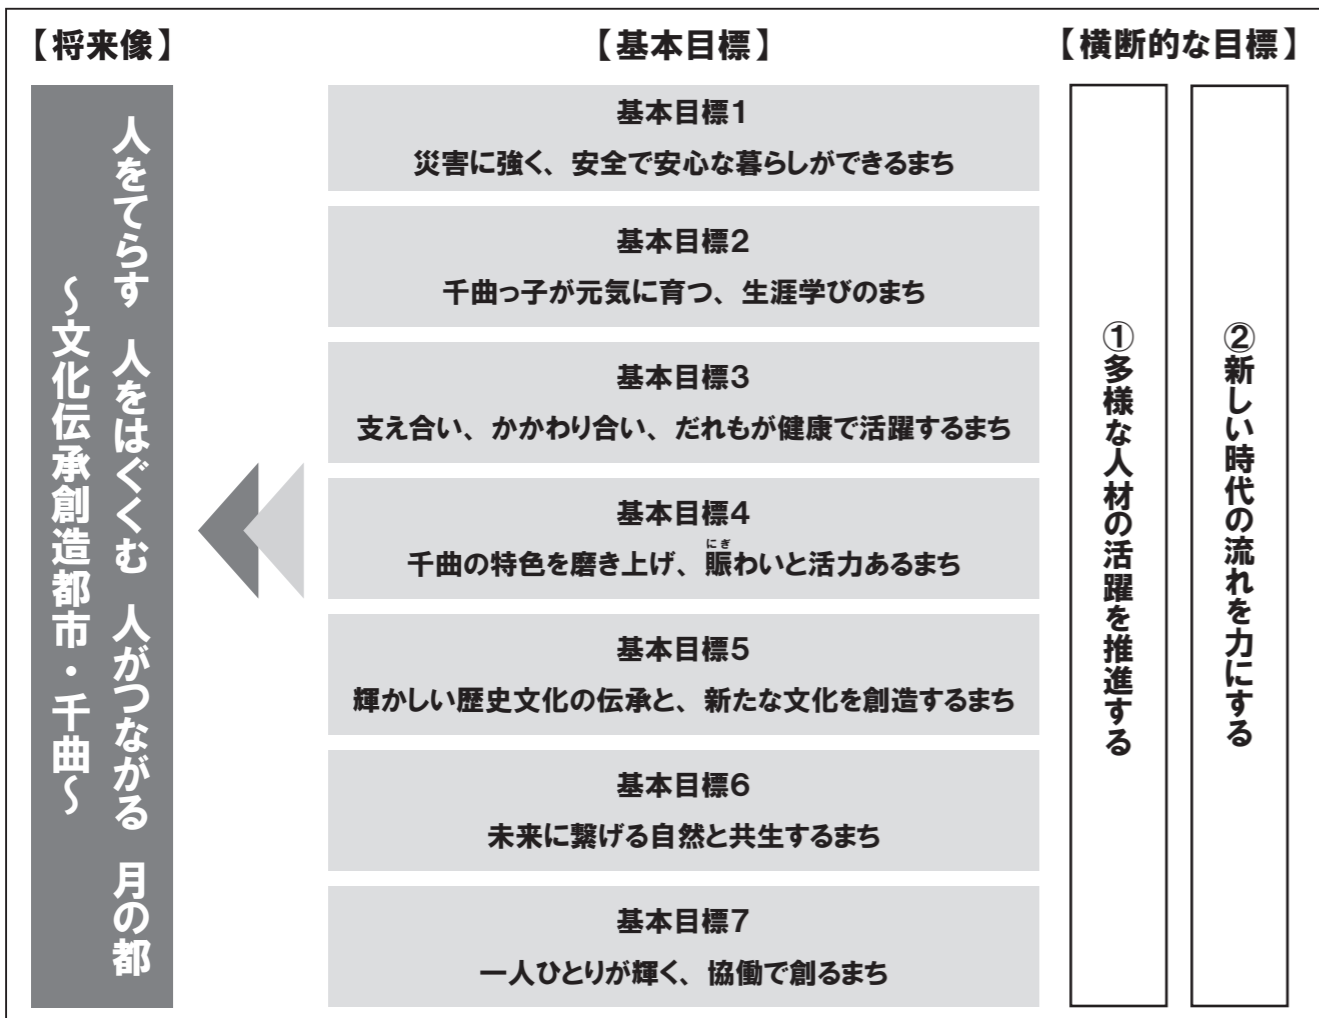 【将来像】
人をてらす　人をはぐくむ　人がつながる　月の都
～文化伝承創造都市・千曲～
【基本目標】
基本目標1
災害に強く、安全で安心な暮らしができるまち
基本目標2
千曲っ子が元気に育つ、生涯学びのまち
基本目標3
支え合い、かかわり合い、だれもが健康で活躍するまち
基本目標4
にぎ
千曲の特色を磨き上げ、賑わいと活力あるまち
基本目標5
輝かしい歴史文化の伝承と、新たな文化を創造するまち
基本目標6
未来に繋げる自然と共生するまち
基本目標7
一人ひとりが輝く、協働で創るまち
【横断的な目標】
①多様な人材の活躍を推進する
②新しい時代の流れを力にする